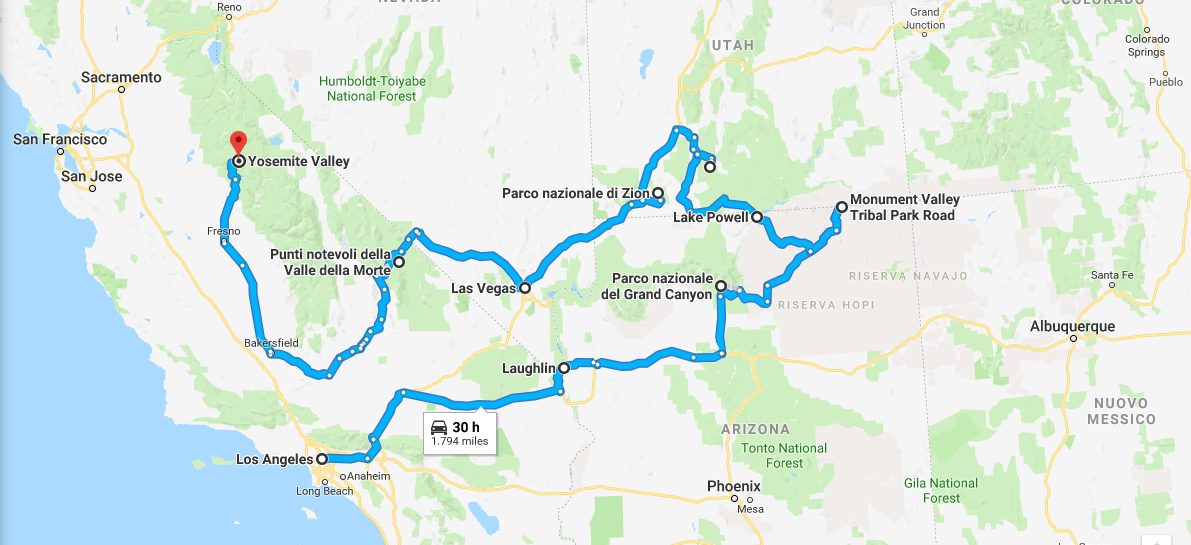 NEVADA
COLORADO
Reno
Grand
Junction
Colorado
Springs
UTAH
Sacramento
Humboldt-Toiyabe
National Forest
Pueblo
San Francisco
Yosemite Valley
San Jose
Parco nazionale di Zion
Monument Valley
Tribal Park Road
Lake Powell
Fresno
Punti notevoli della
Valle della Morte
Las Vegas
Parco nazionale
del Grand Canyon
RISERVA NAVAJO
Santa Fe
RISERVA HOPI
Albuquerque
Bakersfield
Laughlin
NUOVO
MESSICO
30 h
1.794 miles
ARIZONA
Tonto National
Forest
Los Angeles
Anaheim
Long Beach
Phoenix
Mesa
Gila National
Forest